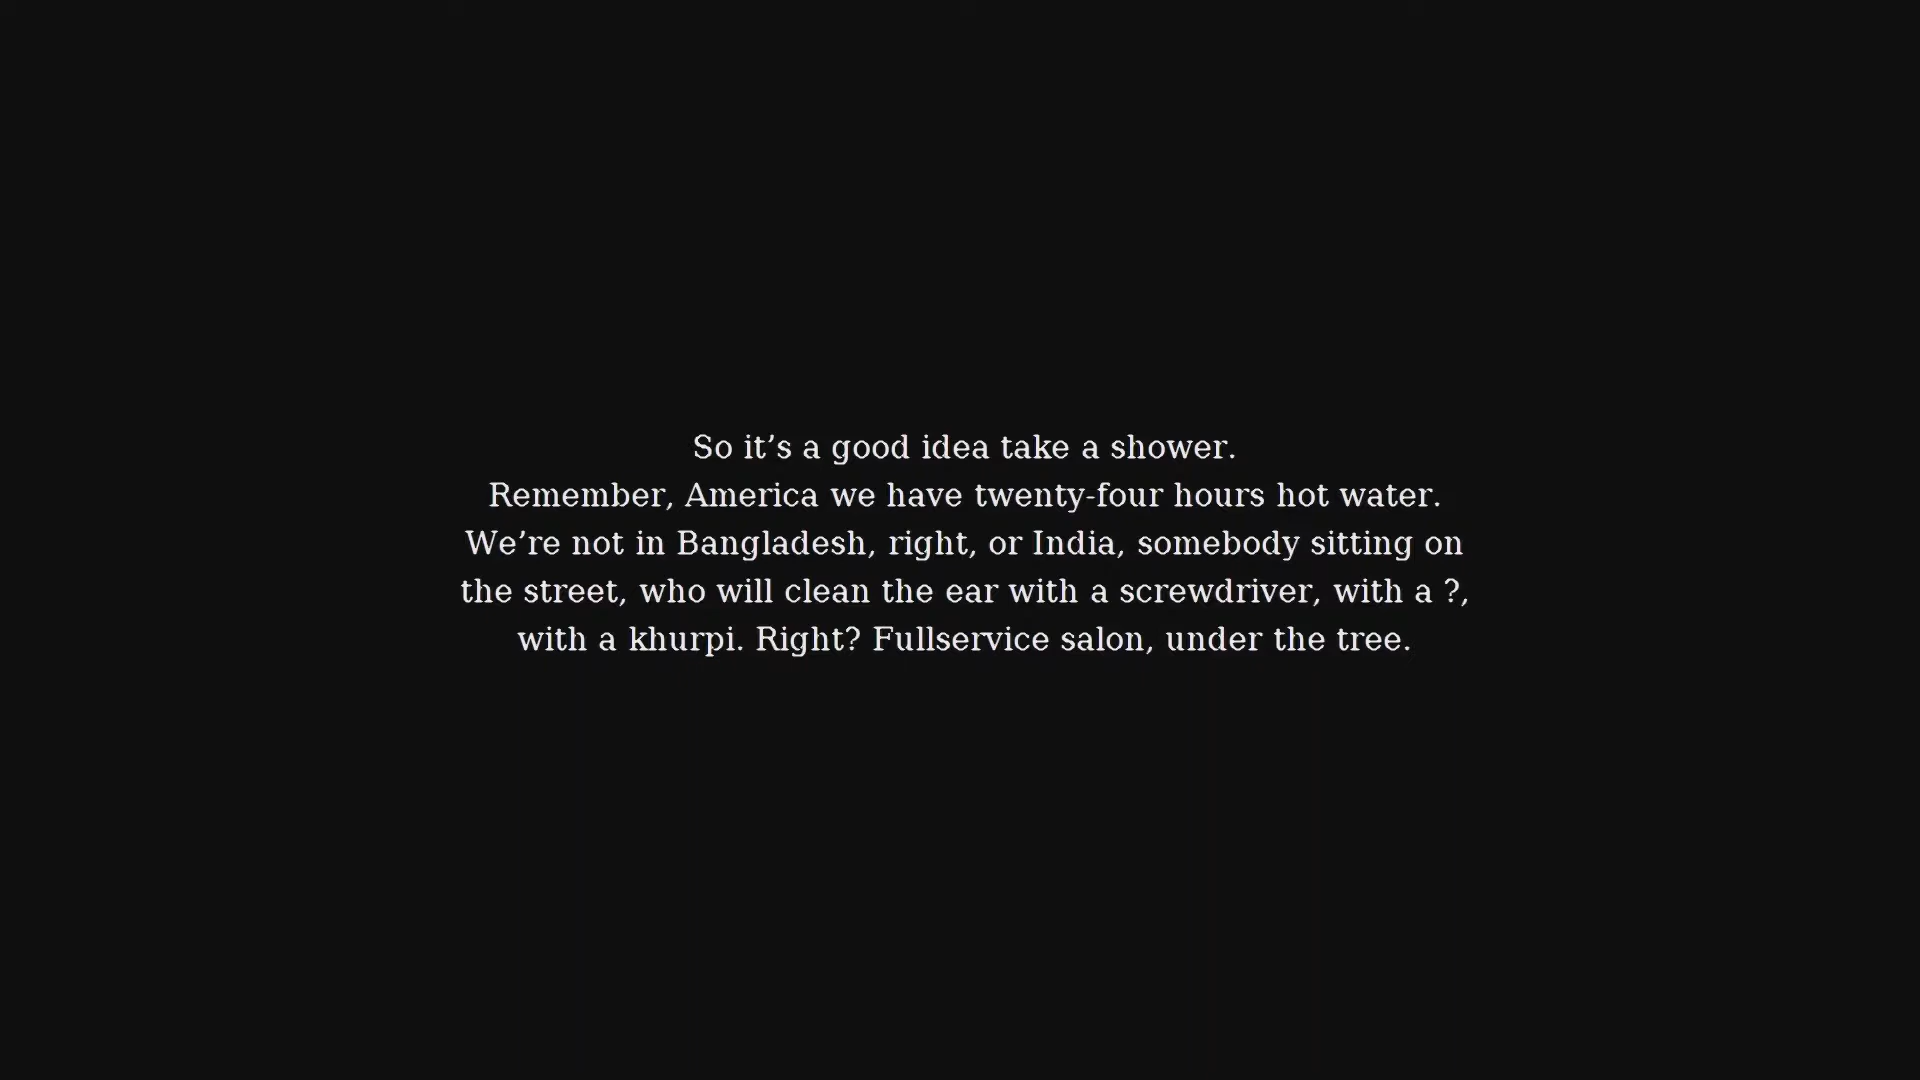 So it’s a good idea take a shower.
Remember, America we have twenty-four hours hot water.
We’re not in Bangladesh, right, or India, somebody sitting on
the street, who will clean the ear with a screwdriver, with a ?,
with a khurpi. Right? Fullservice salon, under the tree.